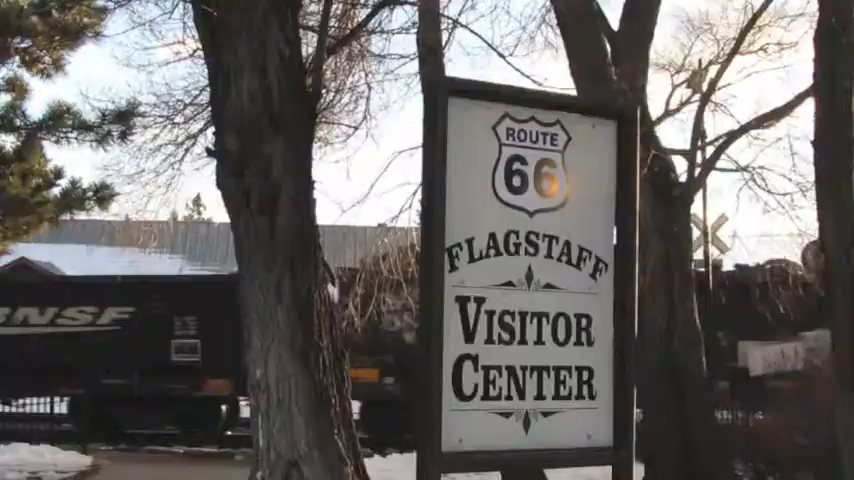 ROUTE
66
FLAGSTAFF
VISITOR
CENTER
BNSF